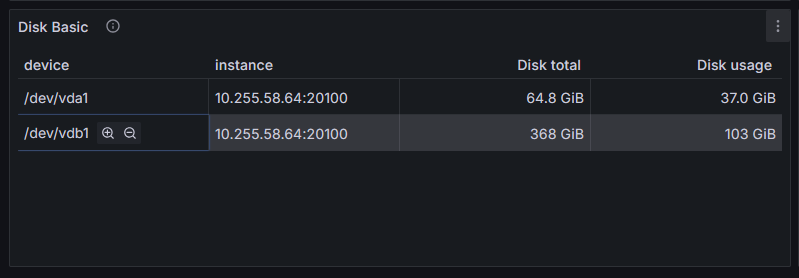 Disk Basic
device instance Disk total Disk usage
/dev/vda1 10.255.58.64:20100 64.8 GiB 37.0 GiB
/dev/vdb1 10.255.58.64:20100 368 GiB 103 GiB